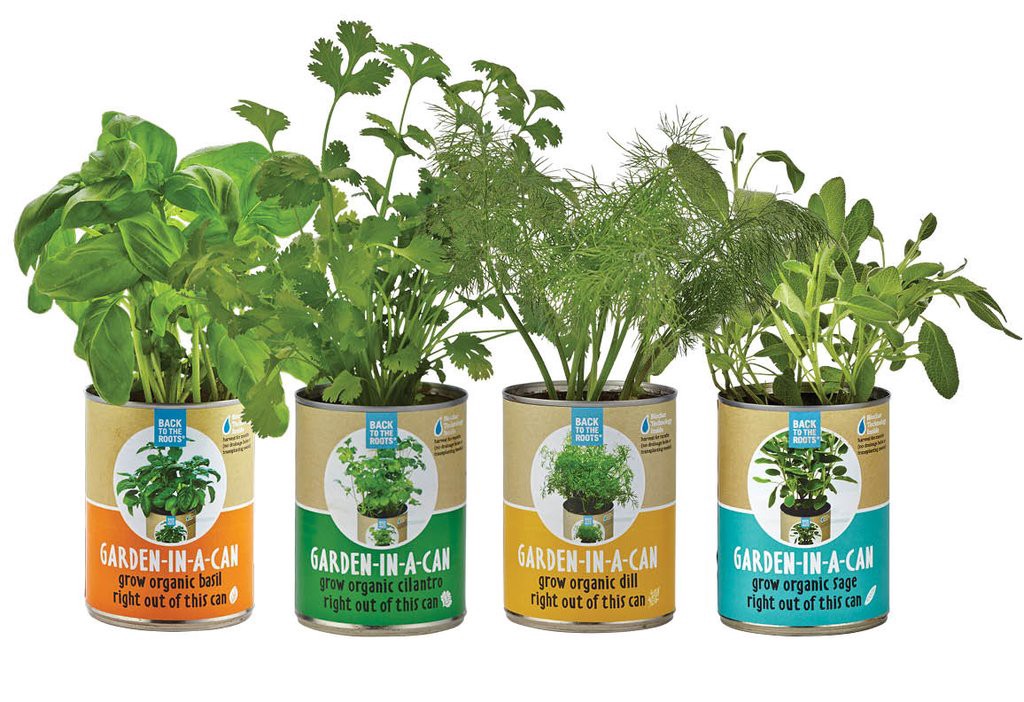 BACK
TO THE
ROOTS®
GARDEN-IN-A-CAN
grow organic basil
right out of this can
BACK
TO THE
ROOTS®
GARDEN-IN-A-CAN
grow organic cilantro
right out of this can
BACK
TO THE
ROOTS®
GARDEN-IN-A-CAN
grow organic dill
right out of this can
BACK
TO THE
ROOTS®
GARDEN-IN-A-CAN
grow organic sage
right out of this can